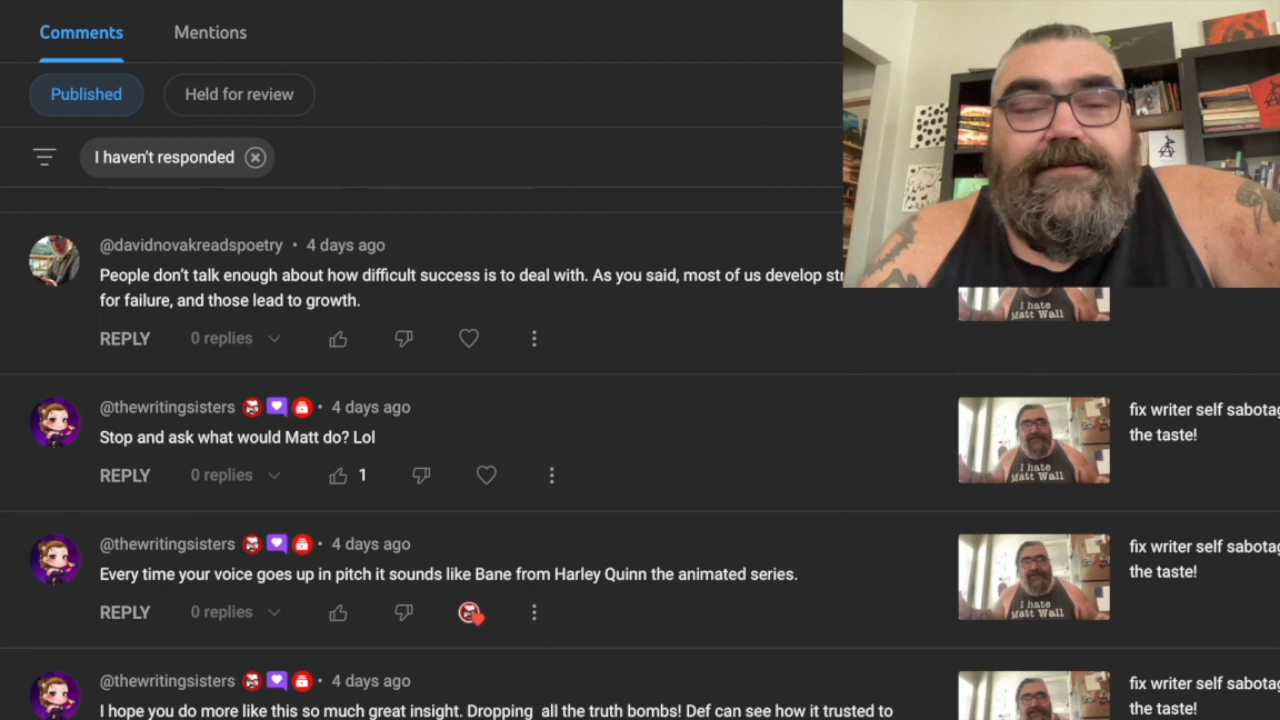 Comments
Mentions
Published
Held for review
I haven't responded
@davidnovakreadspoetry • 4 days ago
People don't talk enough about how difficult success is to deal with. As you said, most of us develop
for failure, and those lead to growth.
REPLY
0 replies
I hate
Matt Wall
@thewritingsisters • 4 days ago
Stop and ask what would Matt do? Lol
REPLY
0 replies
1
I hate
Matt Wall
fix writer self
the taste!
@thewritingsisters • 4 days ago
Every time your voice goes up in pitch it sounds like Bane from Harley Quinn the animated series.
REPLY
0 replies
I hate
Matt Wall
fix writer self
the taste!
@thewritingsisters • 4 days ago
I hope you do more like this so much great insight. Dropping all the truth bombs! Def can see how it trusted to
fix writer self
the taste!